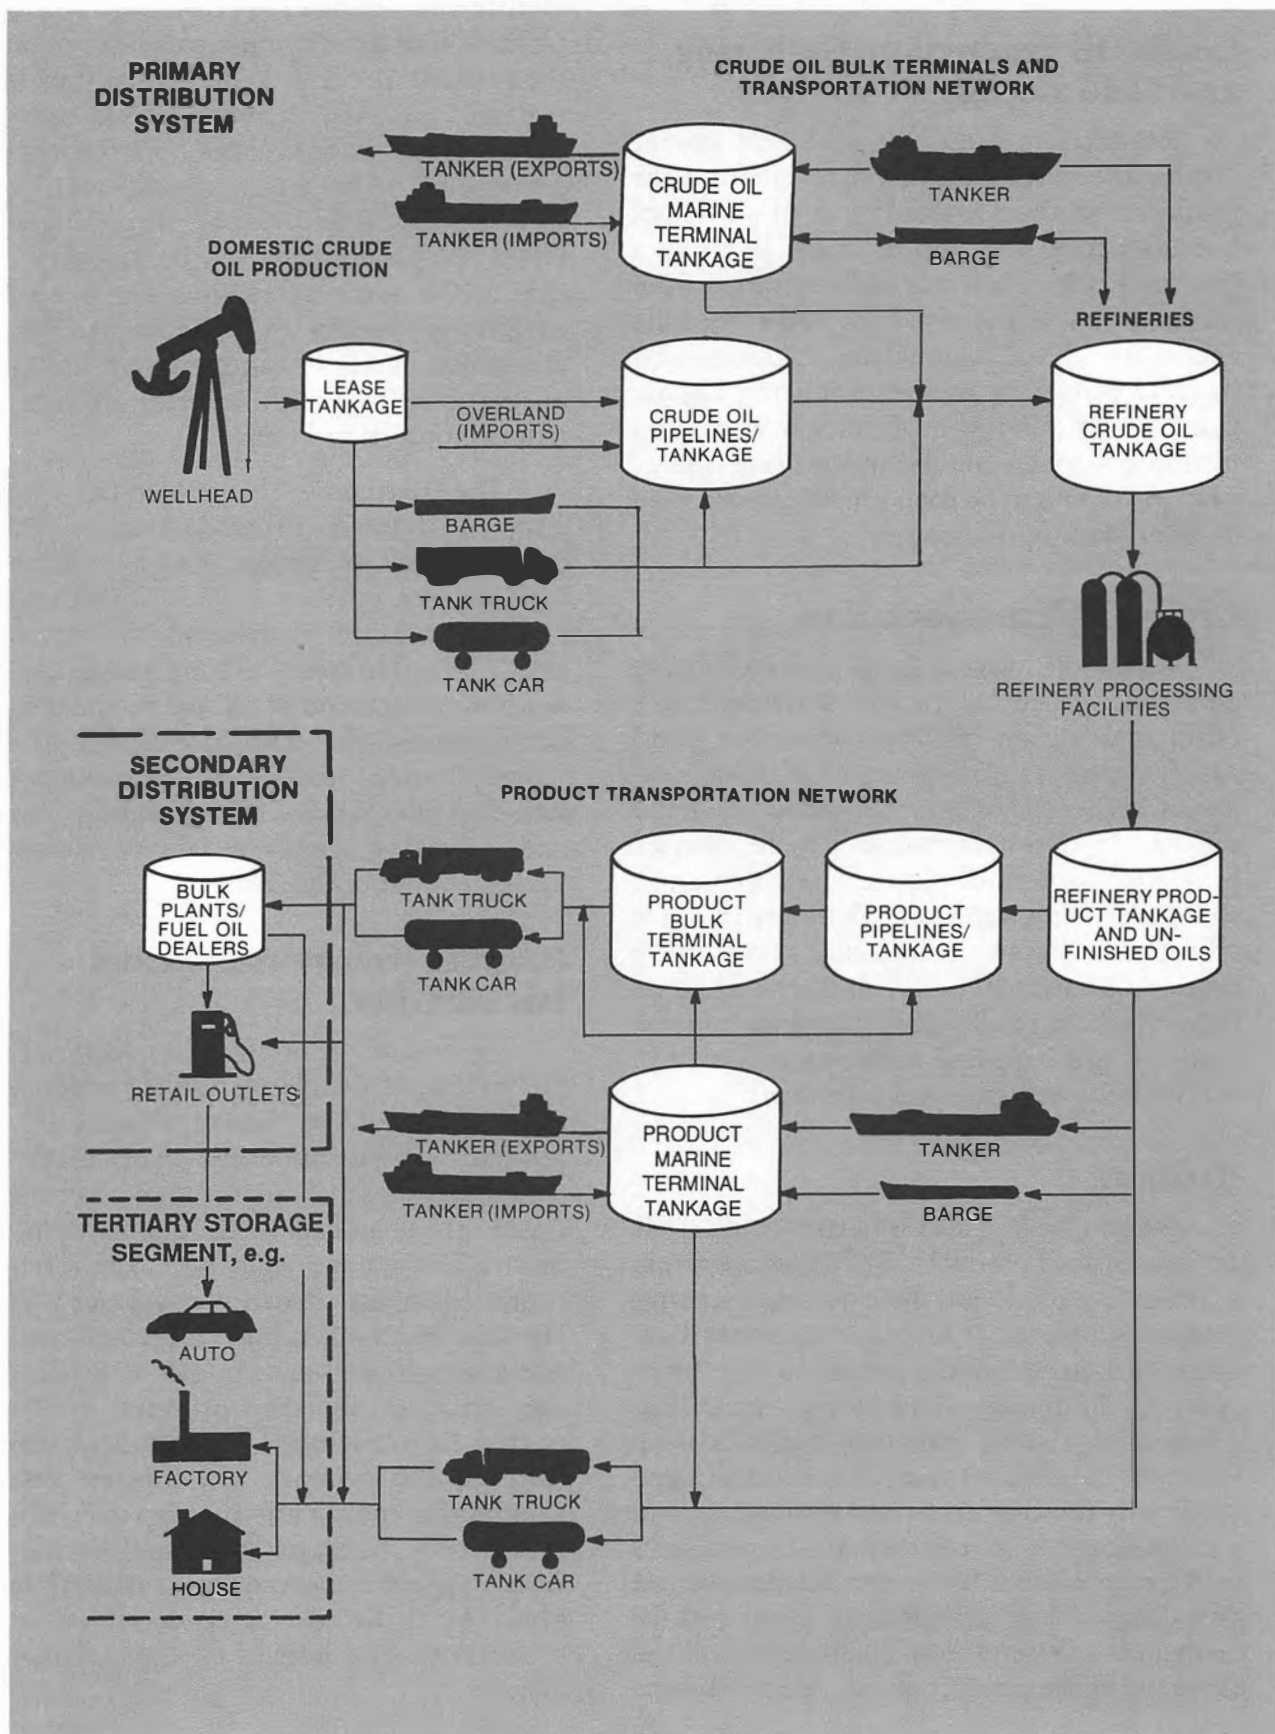 PRIMARY
DISTRIBUTION
SYSTEM
CRUDE OIL BULK TERMINALS AND
TRANSPORTATION NETWORK
TANKER (EXPORTS)
TANKER (IMPORTS)
CRUDE OIL
MARINE
TERMINAL
TANKAGE
TANKER
BARGE
DOMESTIC CRUDE
OIL PRODUCTION
REFINERIES
LEASE
TANKAGE
OVERLAND
(IMPORTS)
CRUDE OIL
PIPELINES/
TANKAGE
REFINERY
CRUDE OIL
TANKAGE
WELLHEAD
BARGE
TANK TRUCK
TANK CAR
REFINERY PROCESSING
FACILITIES
SECONDARY
DISTRIBUTION
SYSTEM
PRODUCT TRANSPORTATION NETWORK
BULK
PLANTS/
FUEL OIL
DEALERS
TANK TRUCK
TANK CAR
PRODUCT
BULK
TERMINAL
TANKAGE
PRODUCT
PIPELINES/
TANKAGE
REFINERY PROD-
UCT TANKAGE
AND UN-
FINISHED OILS
RETAIL OUTLETS
TANKER (EXPORTS)
TANKER (IMPORTS)
PRODUCT
MARINE
TERMINAL
TANKAGE
TANKER
BARGE
TERTIARY STORAGE
SEGMENT, e.g.
AUTO
FACTORY
HOUSE
TANK TRUCK
TANK CAR